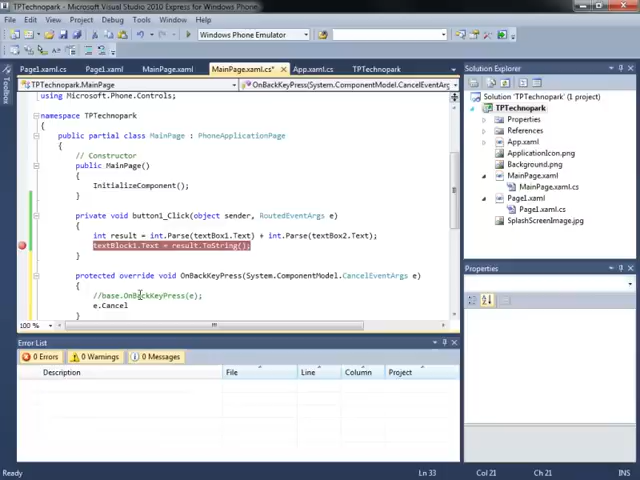 TPTechnopark - Microsoft Visual Studio 2010 Express for Windows Phone
File Edit View Project Debug Tools Window Help
Windows Phone Emulator
Page1.xaml.cs Page1.xaml MainPage.xaml MainPage.xaml.cs* App.xaml.cs TPTechnopark
TPTechnopark.MainPage OnBackKeyPress(System.ComponentModel.CancelEventArg
Toolbox
using Microsoft.Phone.Controls;
namespace TPTechnopark
{
public partial class MainPage : PhoneApplicationPage
{
// Constructor
public MainPage()
{
InitializeComponent();
}
private void button1_Click(object sender, RoutedEventArgs e)
{
int result = int.Parse(textBox1.Text) + int.Parse(textBox2.Text);
textBlock1.Text = result.ToString();
}
protected override void OnBackKeyPress(System.ComponentModel.CancelEventArgs e)
{
//base.OnBackKeyPress(e);
e.Cancel
}
100 %
Error List
0 Errors 0 Warnings 0 Messages
Description File Line Column Project
Solution Explorer
Solution 'TPTechnopark' (1 project)
TPTechnopark
Properties
References
App.xaml
ApplicationIcon.png
Background.png
MainPage.xaml
MainPage.xaml.cs
Page1.xaml
Page1.xaml.cs
SplashScreenImage.jpg
Properties
Ready Ln 33 Col 21 Ch 21 INS